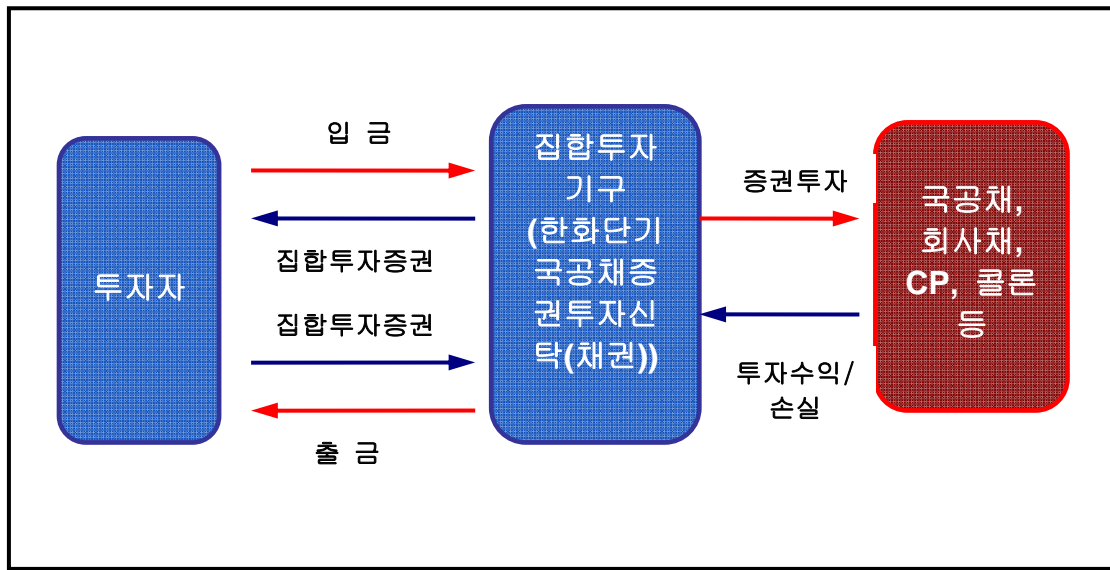 투자자
입 금
집합투자증권
집합투자증권
출 금
집합투자
기구
(한화단기
국공채증
권투자신
탁(채권))
증권투자
투자수익/
손실
국공채,
회사채,
CP, 콜론
등